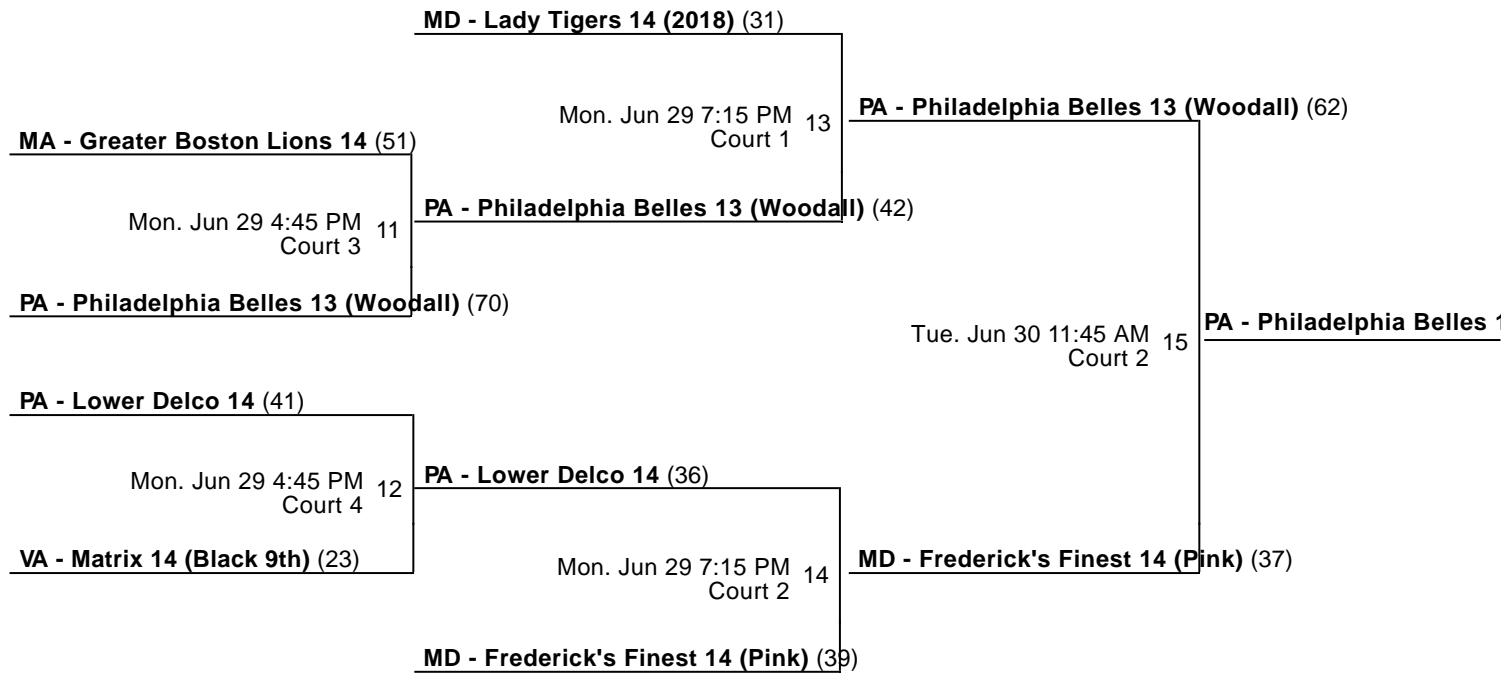 MD - Lady Tigers 14 (2018) (31)
Mon. Jun 29 7:15 PM
Court 1
13
PA - Philadelphia Belles 13 (Woodall) (62)
MA - Greater Boston Lions 14 (51)
Mon. Jun 29 4:45 PM
Court 3
11
PA - Philadelphia Belles 13 (Woodall) (42)
PA - Philadelphia Belles 13 (Woodall) (70)
Tue. Jun 30 11:45 AM
Court 2
15
PA - Philadelphia Belles 1
PA - Lower Delco 14 (41)
Mon. Jun 29 4:45 PM
Court 4
12
PA - Lower Delco 14 (36)
VA - Matrix 14 (Black 9th) (23)
Mon. Jun 29 7:15 PM
Court 2
14
MD - Frederick's Finest 14 (Pink) (37)
MD - Frederick's Finest 14 (Pink) (39)